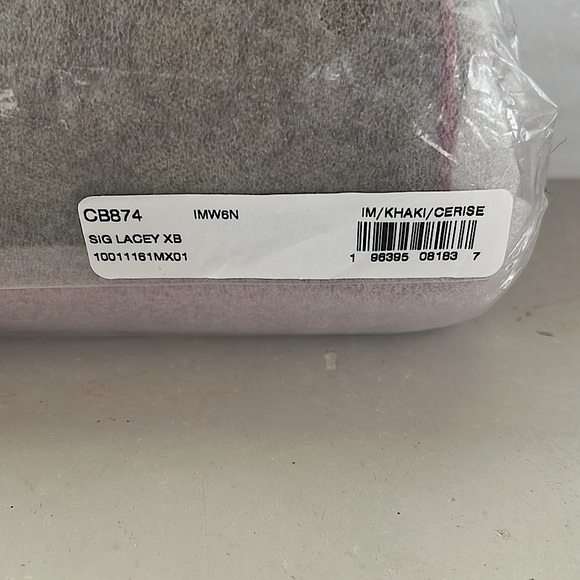 CB874 IMW6N IM/KHAKI/CERISE
SIG LACEY XB
10011161MX01
1 96395 08183 7